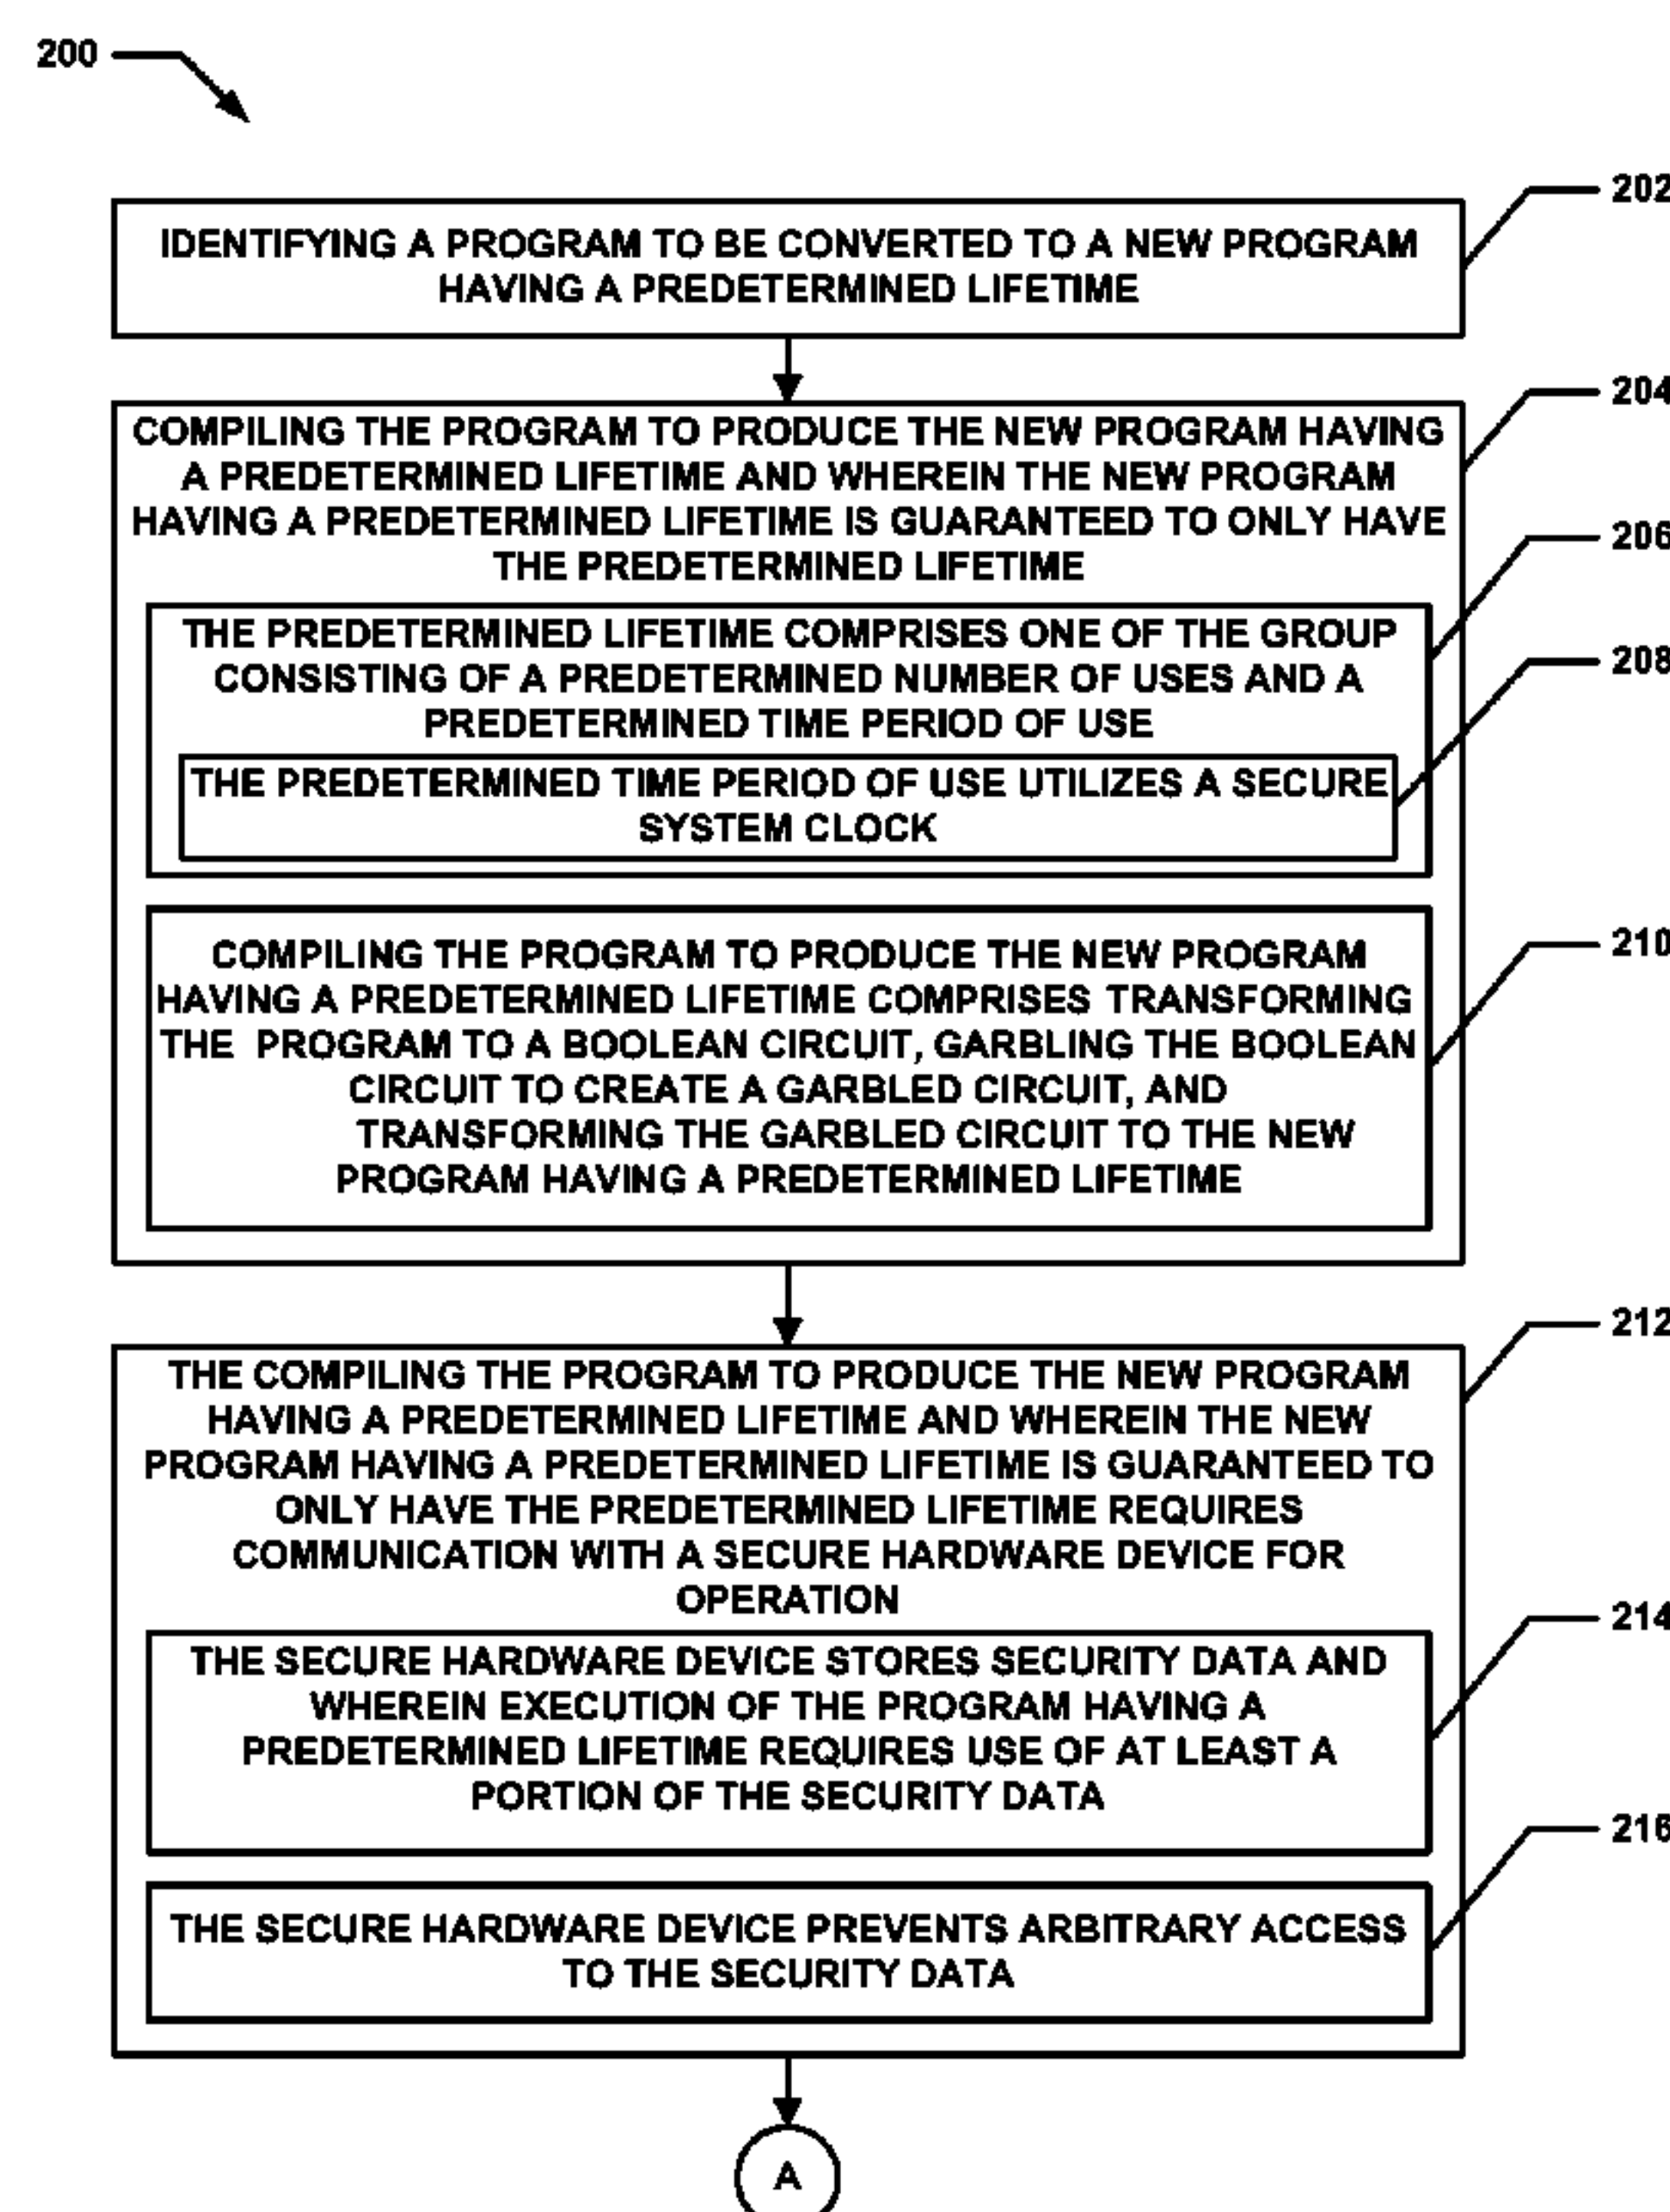 200
202
IDENTIFYING A PROGRAM TO BE CONVERTED TO A NEW PROGRAM
HAVING A PREDETERMINED LIFETIME
204
COMPILING THE PROGRAM TO PRODUCE THE NEW PROGRAM HAVING
A PREDETERMINED LIFETIME AND WHEREIN THE NEW PROGRAM
HAVING A PREDETERMINED LIFETIME IS GUARANTEED TO ONLY HAVE
THE PREDETERMINED LIFETIME
206
THE PREDETERMINED LIFETIME COMPRISES ONE OF THE GROUP
CONSISTING OF A PREDETERMINED NUMBER OF USES AND A
PREDETERMINED TIME PERIOD OF USE
208
THE PREDETERMINED TIME PERIOD OF USE UTILIZES A SECURE
SYSTEM CLOCK
210
COMPILING THE PROGRAM TO PRODUCE THE NEW PROGRAM
HAVING A PREDETERMINED LIFETIME COMPRISES TRANSFORMING
THE PROGRAM TO A BOOLEAN CIRCUIT, GARBLING THE BOOLEAN
CIRCUIT TO CREATE A GARBLED CIRCUIT, AND
TRANSFORMING THE GARBLED CIRCUIT TO THE NEW
PROGRAM HAVING A PREDETERMINED LIFETIME
212
THE COMPILING THE PROGRAM TO PRODUCE THE NEW PROGRAM
HAVING A PREDETERMINED LIFETIME AND WHEREIN THE NEW
PROGRAM HAVING A PREDETERMINED LIFETIME IS GUARANTEED TO
ONLY HAVE THE PREDETERMINED LIFETIME REQUIRES
COMMUNICATION WITH A SECURE HARDWARE DEVICE FOR
OPERATION
214
THE SECURE HARDWARE DEVICE STORES SECURITY DATA AND
WHEREIN EXECUTION OF THE PROGRAM HAVING A
PREDETERMINED LIFETIME REQUIRES USE OF AT LEAST A
PORTION OF THE SECURITY DATA
216
THE SECURE HARDWARE DEVICE PREVENTS ARBITRARY ACCESS
TO THE SECURITY DATA
A